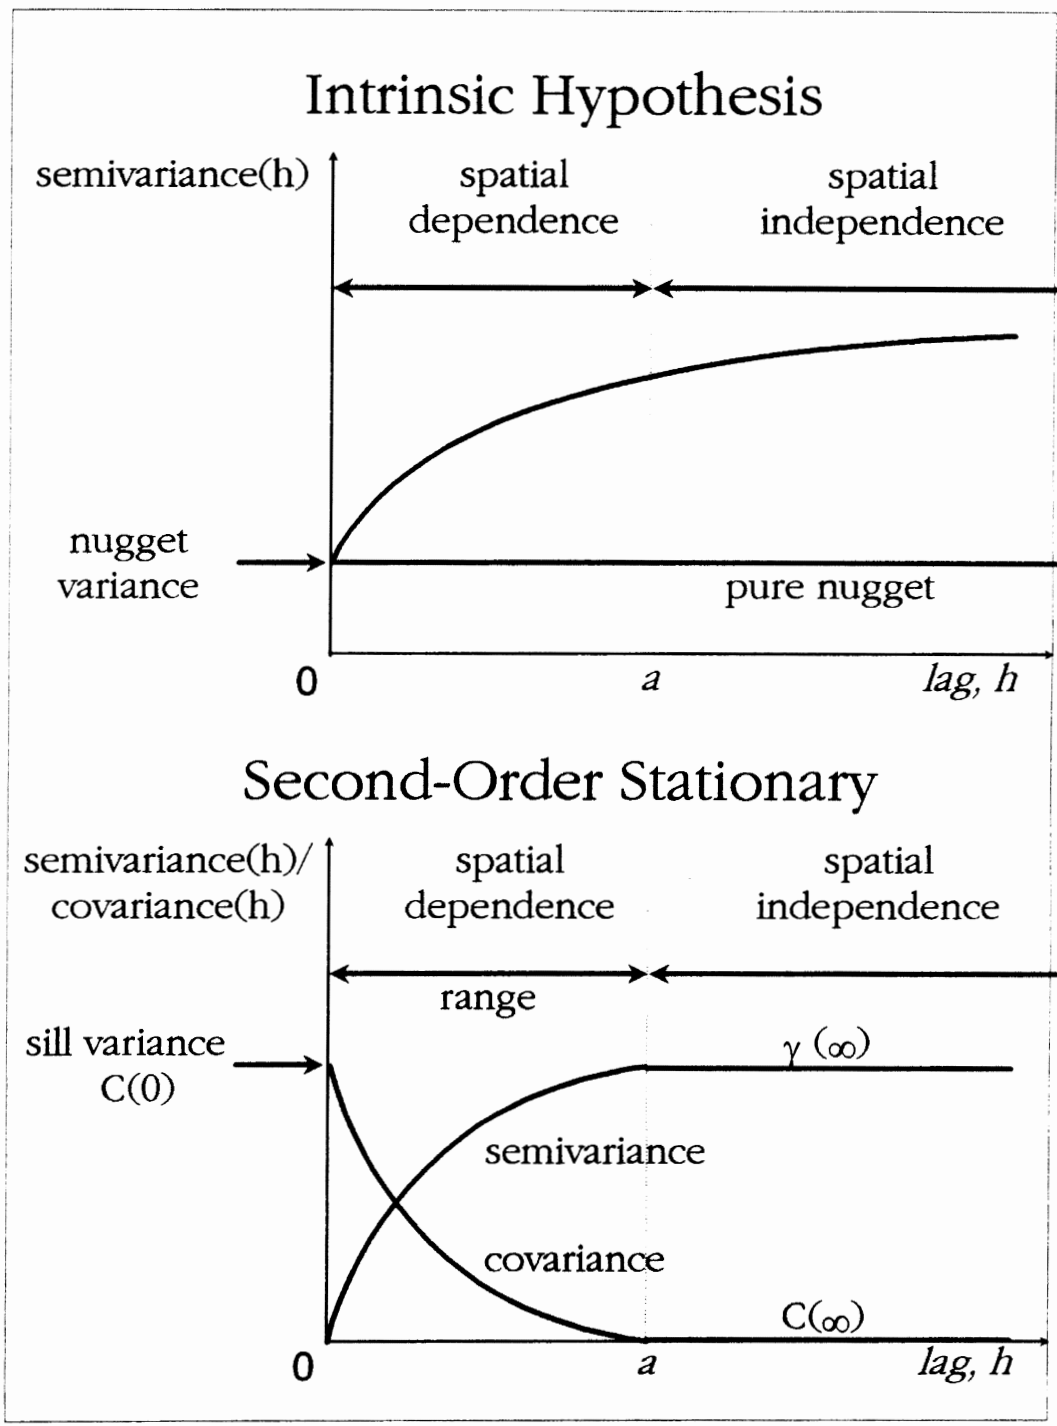 Intrinsic Hypothesis
semivariance(h)
spatial
dependence
spatial
independence
nugget
variance
pure nugget
0
a
lag, h
Second-Order Stationary
semivariance(h)/
covariance(h)
spatial
dependence
spatial
independence
range
sill variance
C(0)
γ (∞)
semivariance
covariance
C(∞)
0
a
lag, h